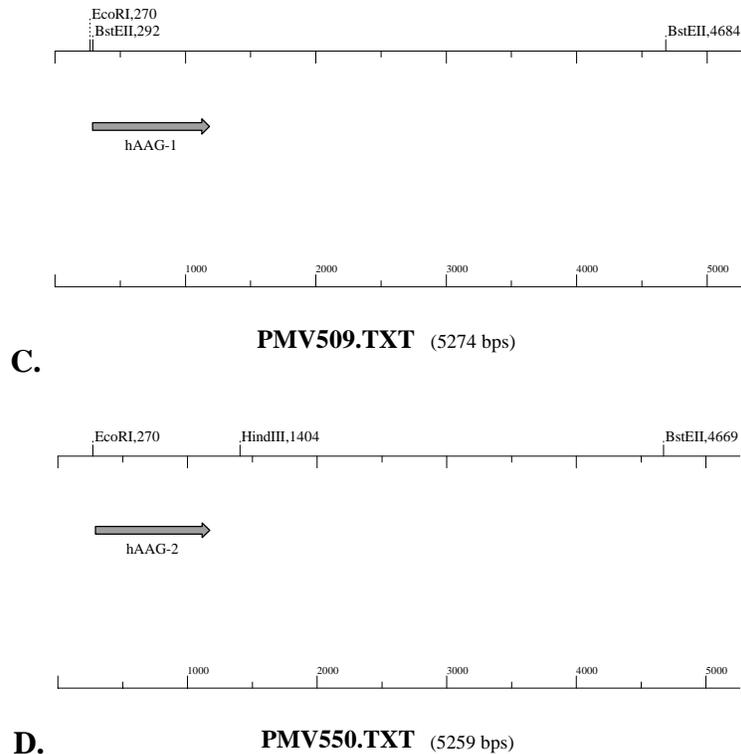 EcoRI,270
BstEII,292
BstEII,4684
hAAG-1
1000 2000 3000 4000 5000
PMV509.TXT (5274 bps)
C.
EcoRI,270 HindIII,1404 BstEII,4669
hAAG-2
1000 2000 3000 4000 5000
D. PMV550.TXT (5259 bps)